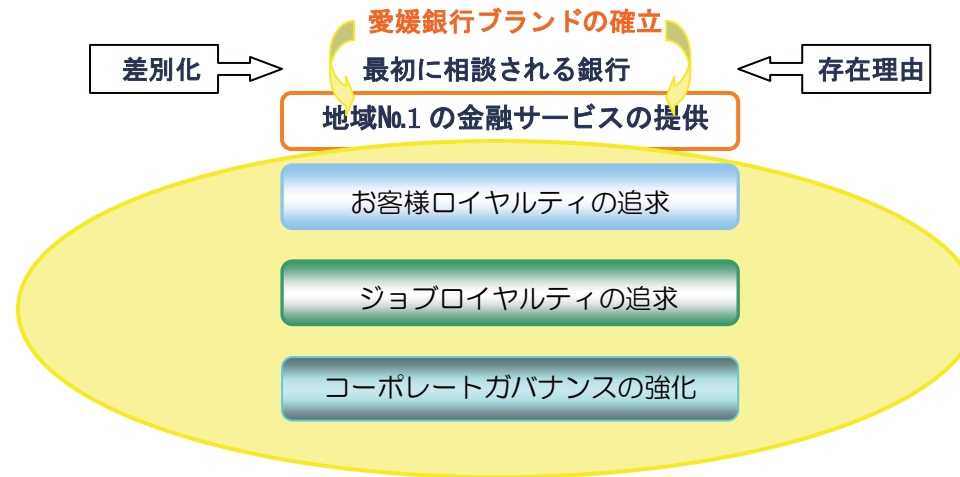 愛媛銀行ブランドの確立
差別化
最初に相談される銀行
存在理由
地域№1の金融サービスの提供
お客様ロイヤルティの追求
ジョブロイヤルティの追求
コーポレートガバナンスの強化